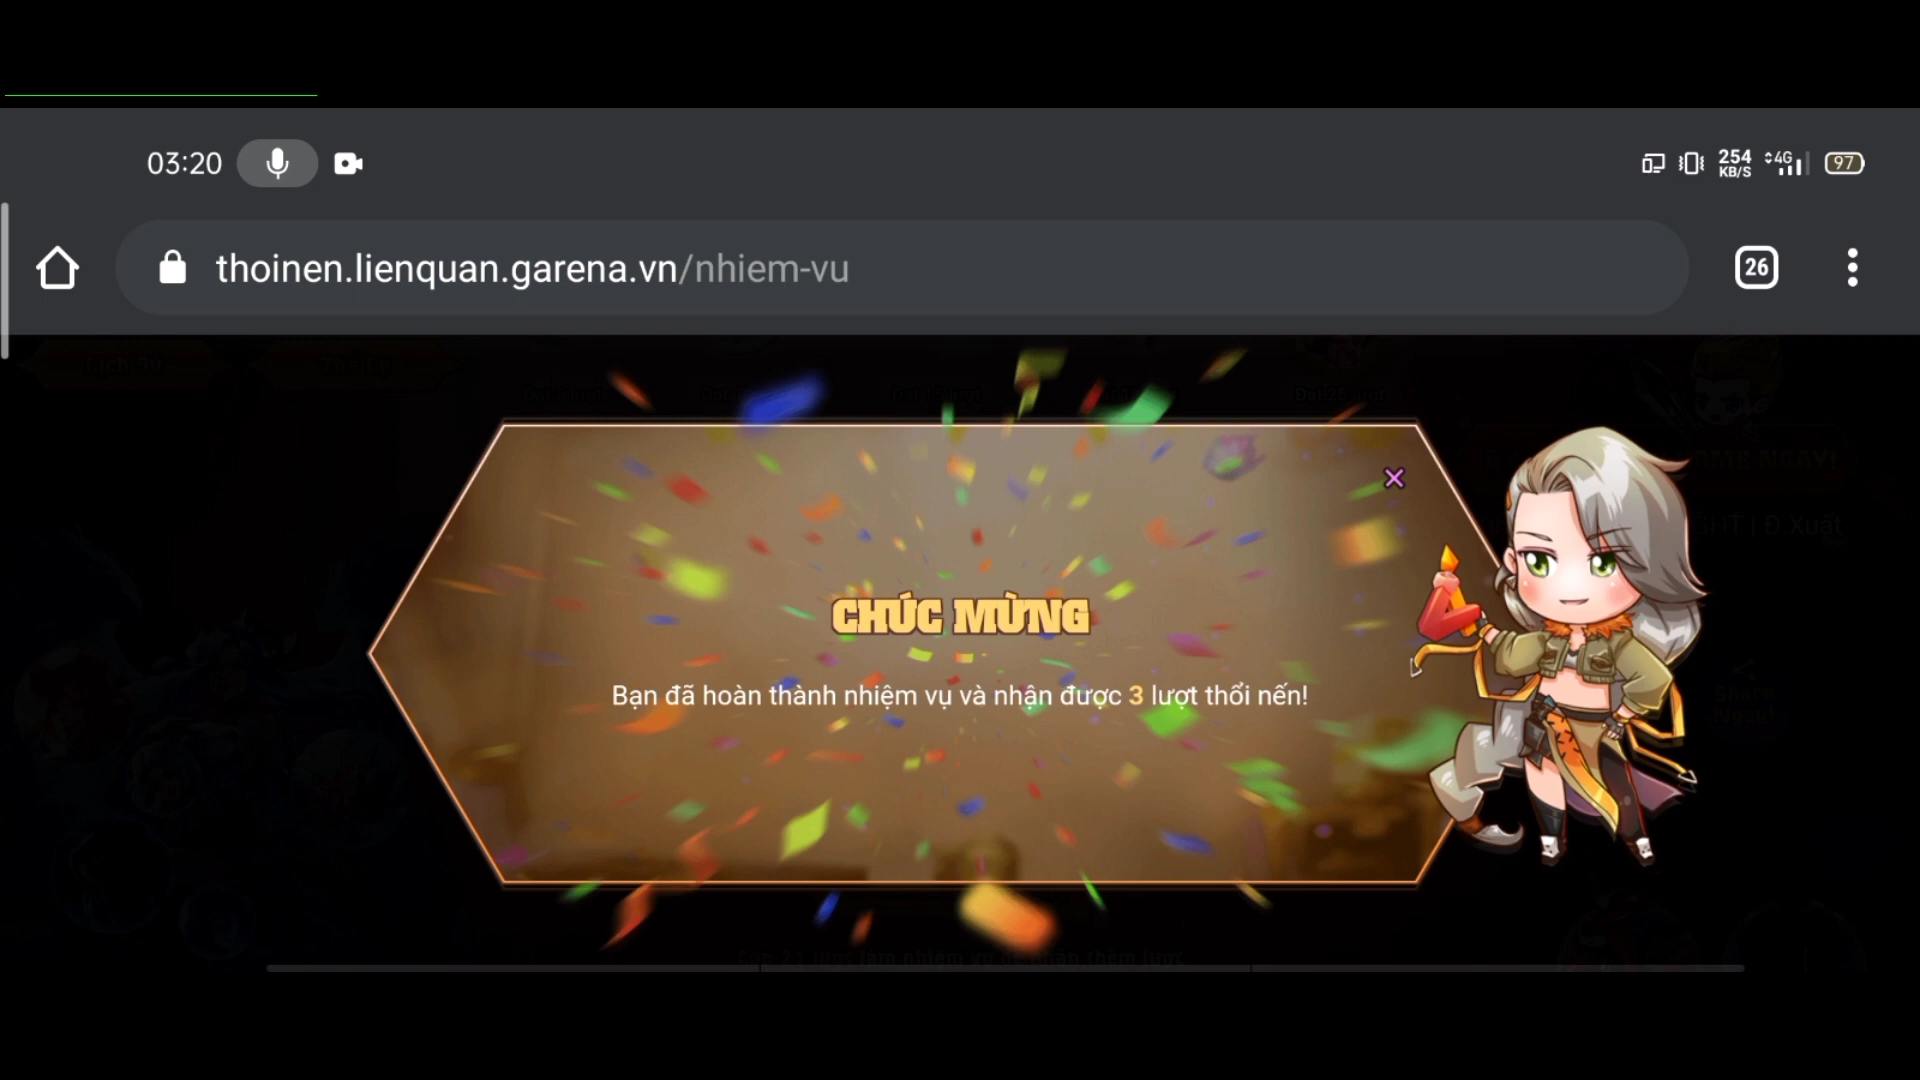 03:20
254
KB/S
4G
97
thoinen.lienquan.garena.vn/nhiem-vu
26
CHÚC MỪNG
Bạn đã hoàn thành nhiệm vụ và nhận được 3 lượt thổi nến!